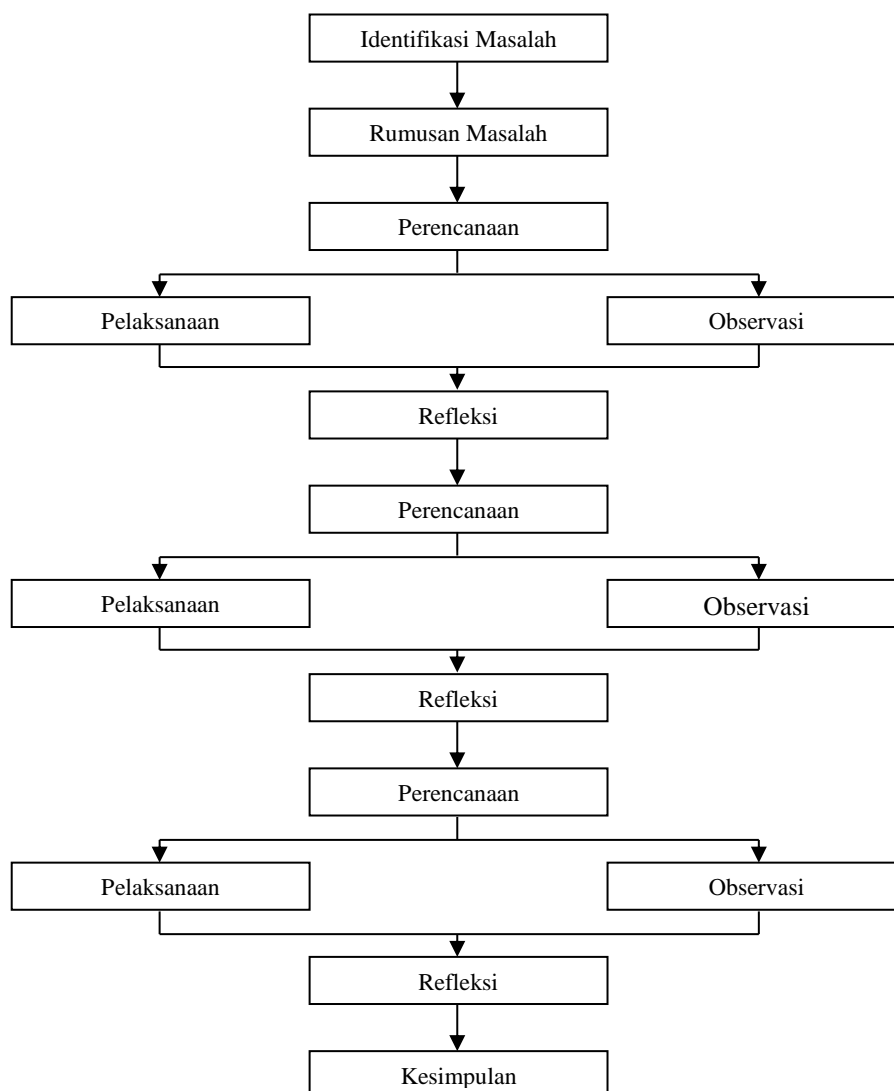 Identifikasi Masalah
Rumusan Masalah
Perencanaan
Pelaksanaan
Observasi
Refleksi
Perencanaan
Pelaksanaan
Observasi
Refleksi
Perencanaan
Pelaksanaan
Observasi
Refleksi
Kesimpulan